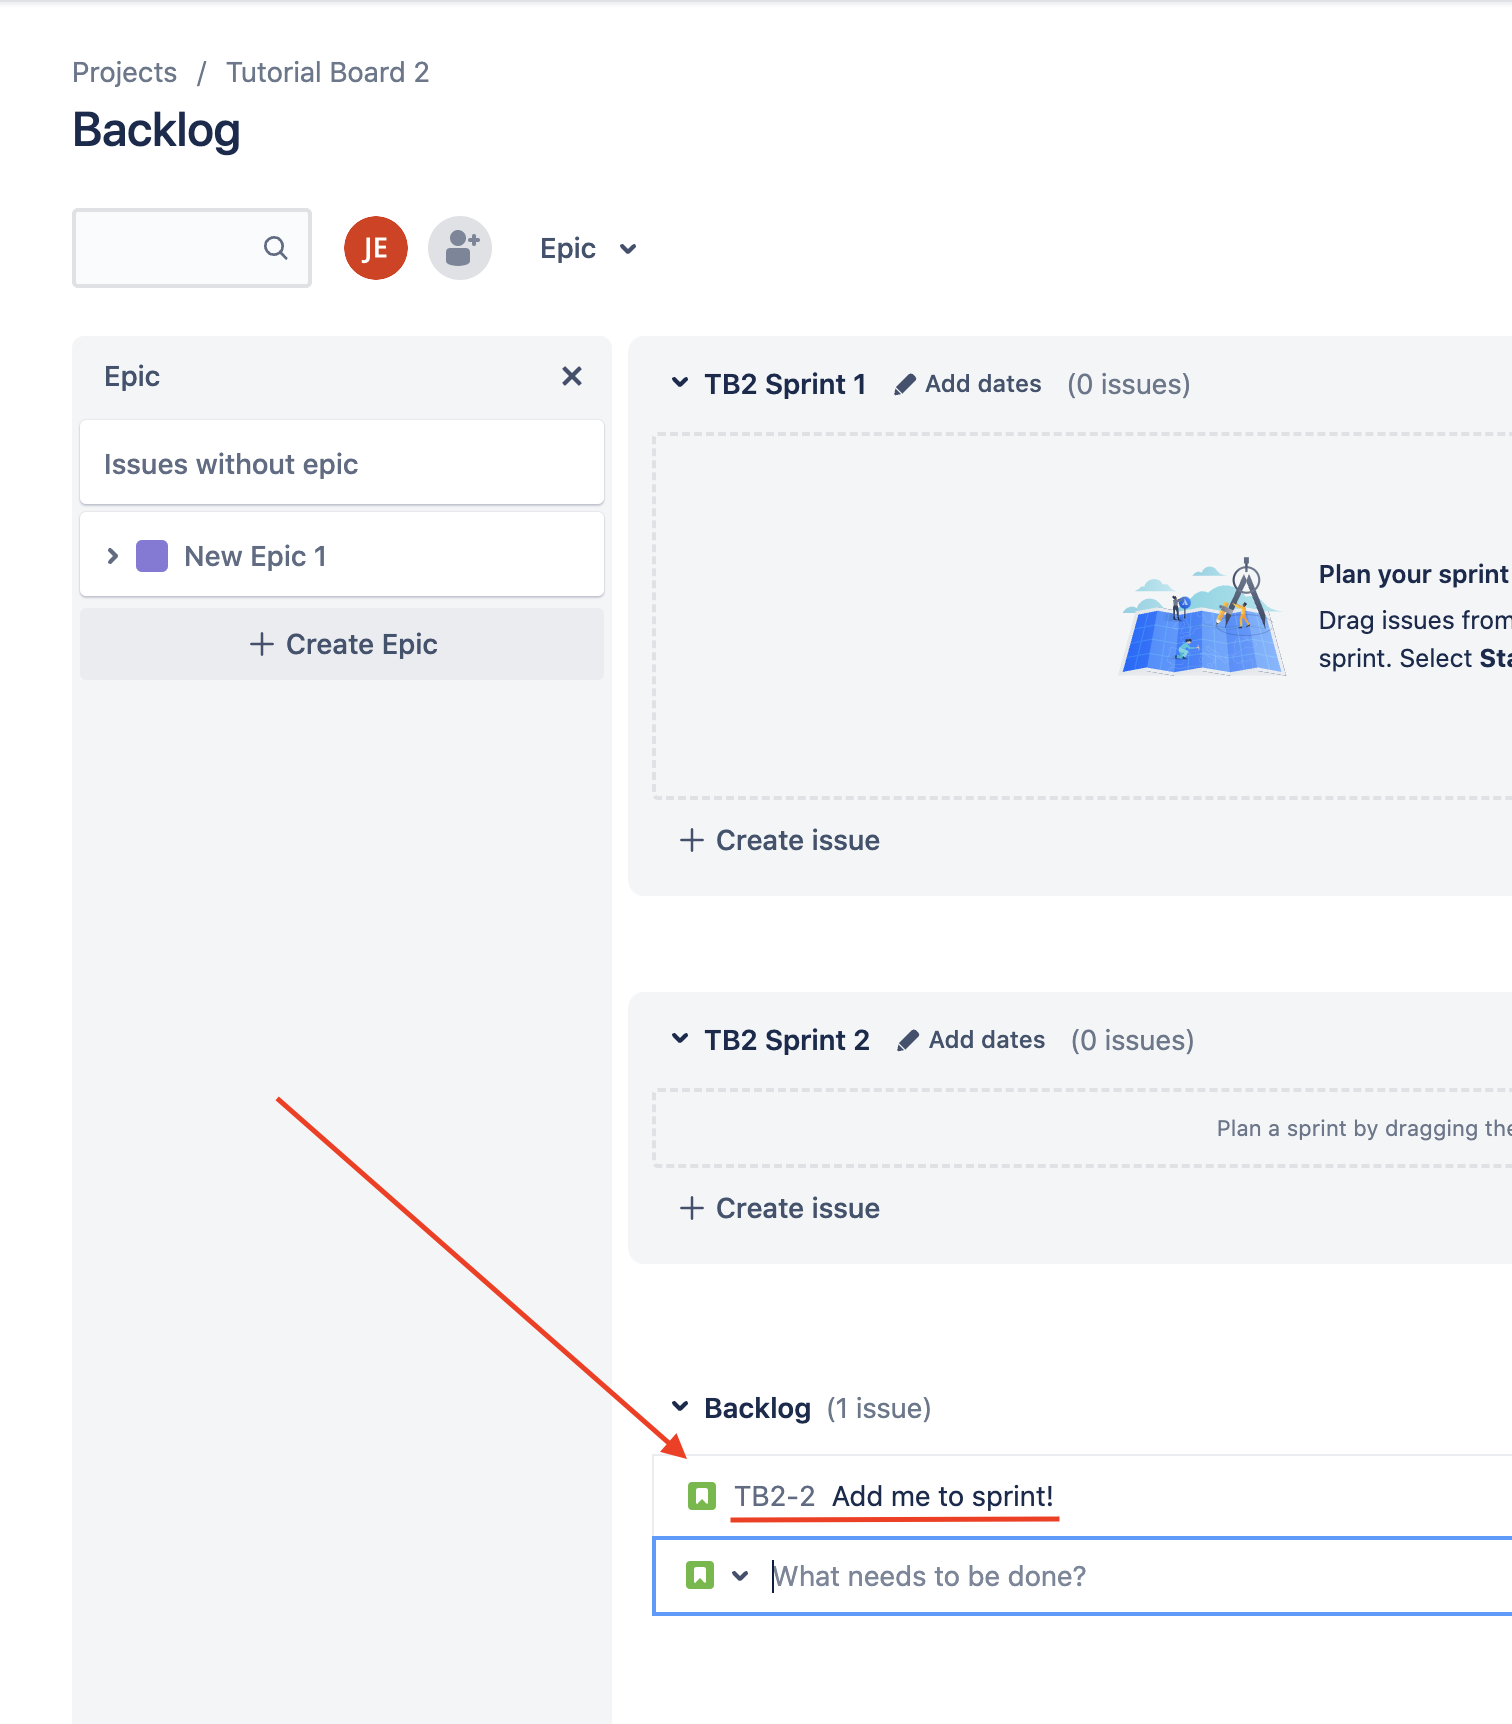 Projects / Tutorial Board 2
Backlog
JE
Epic
Epic
Issues without epic
New Epic 1
+ Create Epic
TB2 Sprint 1 Add dates (0 issues)
Plan your sprint
Drag issues from
sprint. Select Sta
+ Create issue
TB2 Sprint 2 Add dates (0 issues)
Plan a sprint by dragging the
+ Create issue
Backlog (1 issue)
TB2-2 Add me to sprint!
What needs to be done?